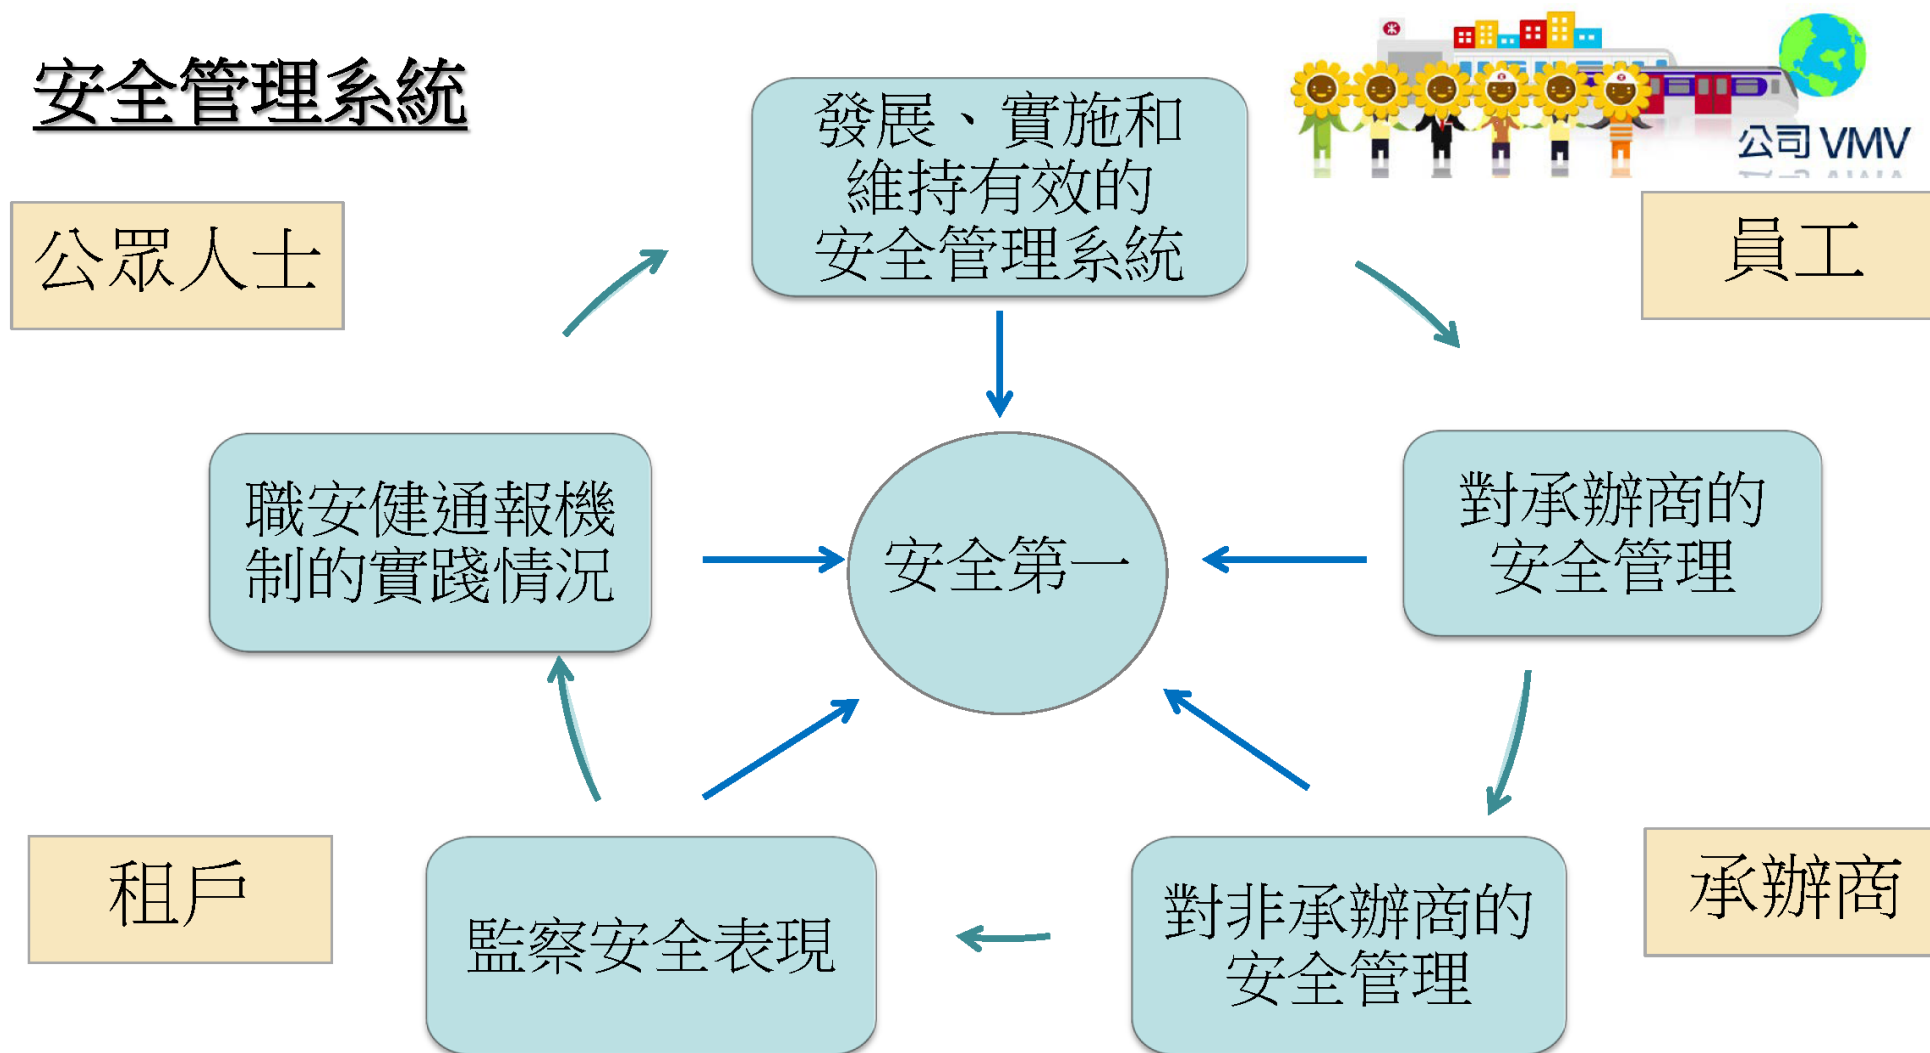 安全管理系統
公司 VMV
公眾人士
發展、實施和
維持有效的
安全管理系統
員工
職安健通報機
制的實踐情況
安全第一
對承辦商的
安全管理
租戶
監察安全表現
對非承辦商的
安全管理
承辦商